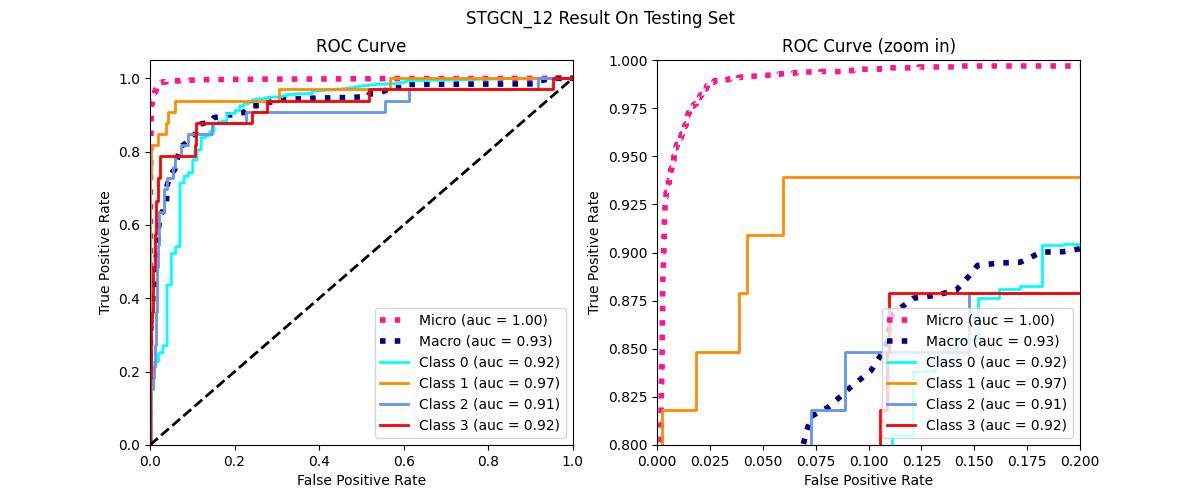 STGCN_12 Result On Testing Set
ROC Curve
True Positive Rate
1.0
0.8
0.6
0.4
0.2
0.0
0.0 0.2 0.4 0.6 0.8 1.0
False Positive Rate
Micro (auc = 1.00)
Macro (auc = 0.93)
Class 0 (auc = 0.92)
Class 1 (auc = 0.97)
Class 2 (auc = 0.91)
Class 3 (auc = 0.92)
ROC Curve (zoom in)
True Positive Rate
1.000
0.975
0.950
0.925
0.900
0.875
0.850
0.825
0.800
0.000 0.025 0.050 0.075 0.100 0.125 0.150 0.175 0.200
False Positive Rate
Micro (auc = 1.00)
Macro (auc = 0.93)
Class 0 (auc = 0.92)
Class 1 (auc = 0.97)
Class 2 (auc = 0.91)
Class 3 (auc = 0.92)